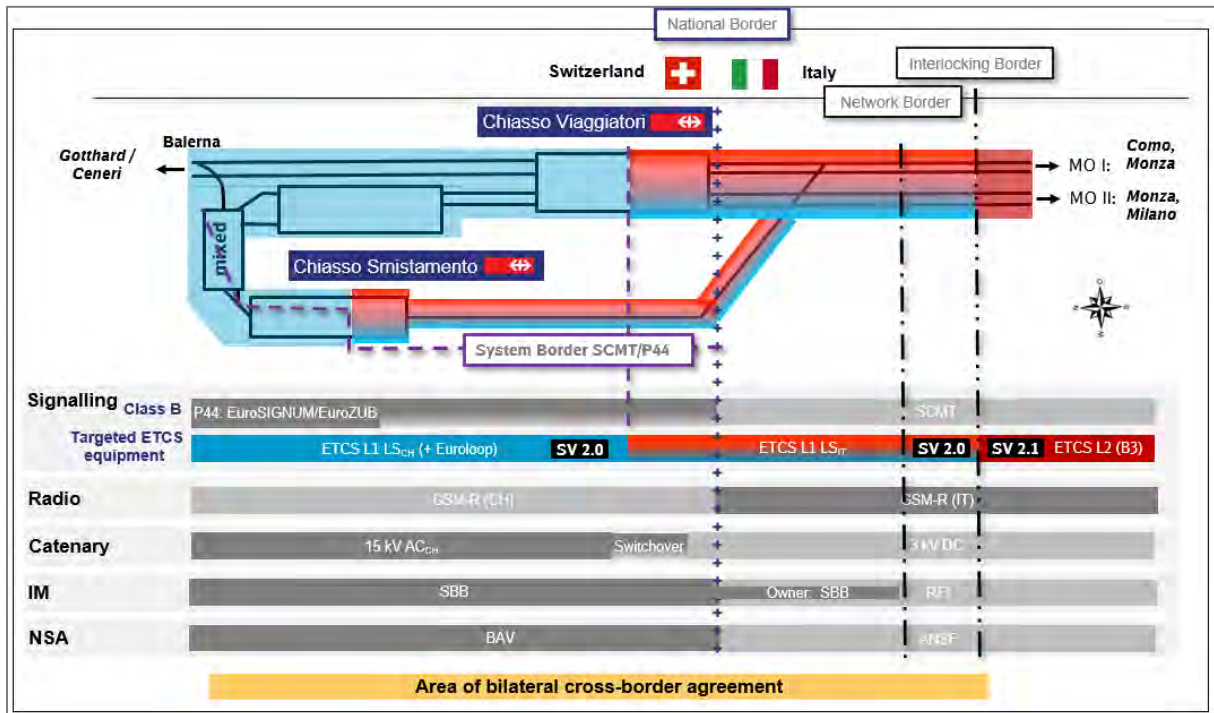 National Border
Switzerland
Italy
Interlocking Border
Network Border
Chiasso Viaggiatori
Balerna
Gotthard /
Ceneri
Como,
Monza
MO I:
MO II:
Monza,
Milano
mixed
Chiasso Smistamento
System Border SCMT/P44
Signalling
Class B
P44: EuroSIGNUM/EuroZUB
SCMT
Targeted ETCS
equipment
ETCS L1 LSCH (+ Euroloop)
SV 2.0
ETCS L1 LSIT
SV 2.0
SV 2.1
ETCS L2 (B3)
Radio
GSM-R (CH)
GSM-R (IT)
Catenary
15 kV ACCH
Switchover
3 kV DC
IM
SBB
Owner: SBB
RFI
NSA
BAV
ANSF
Area of bilateral cross-border agreement